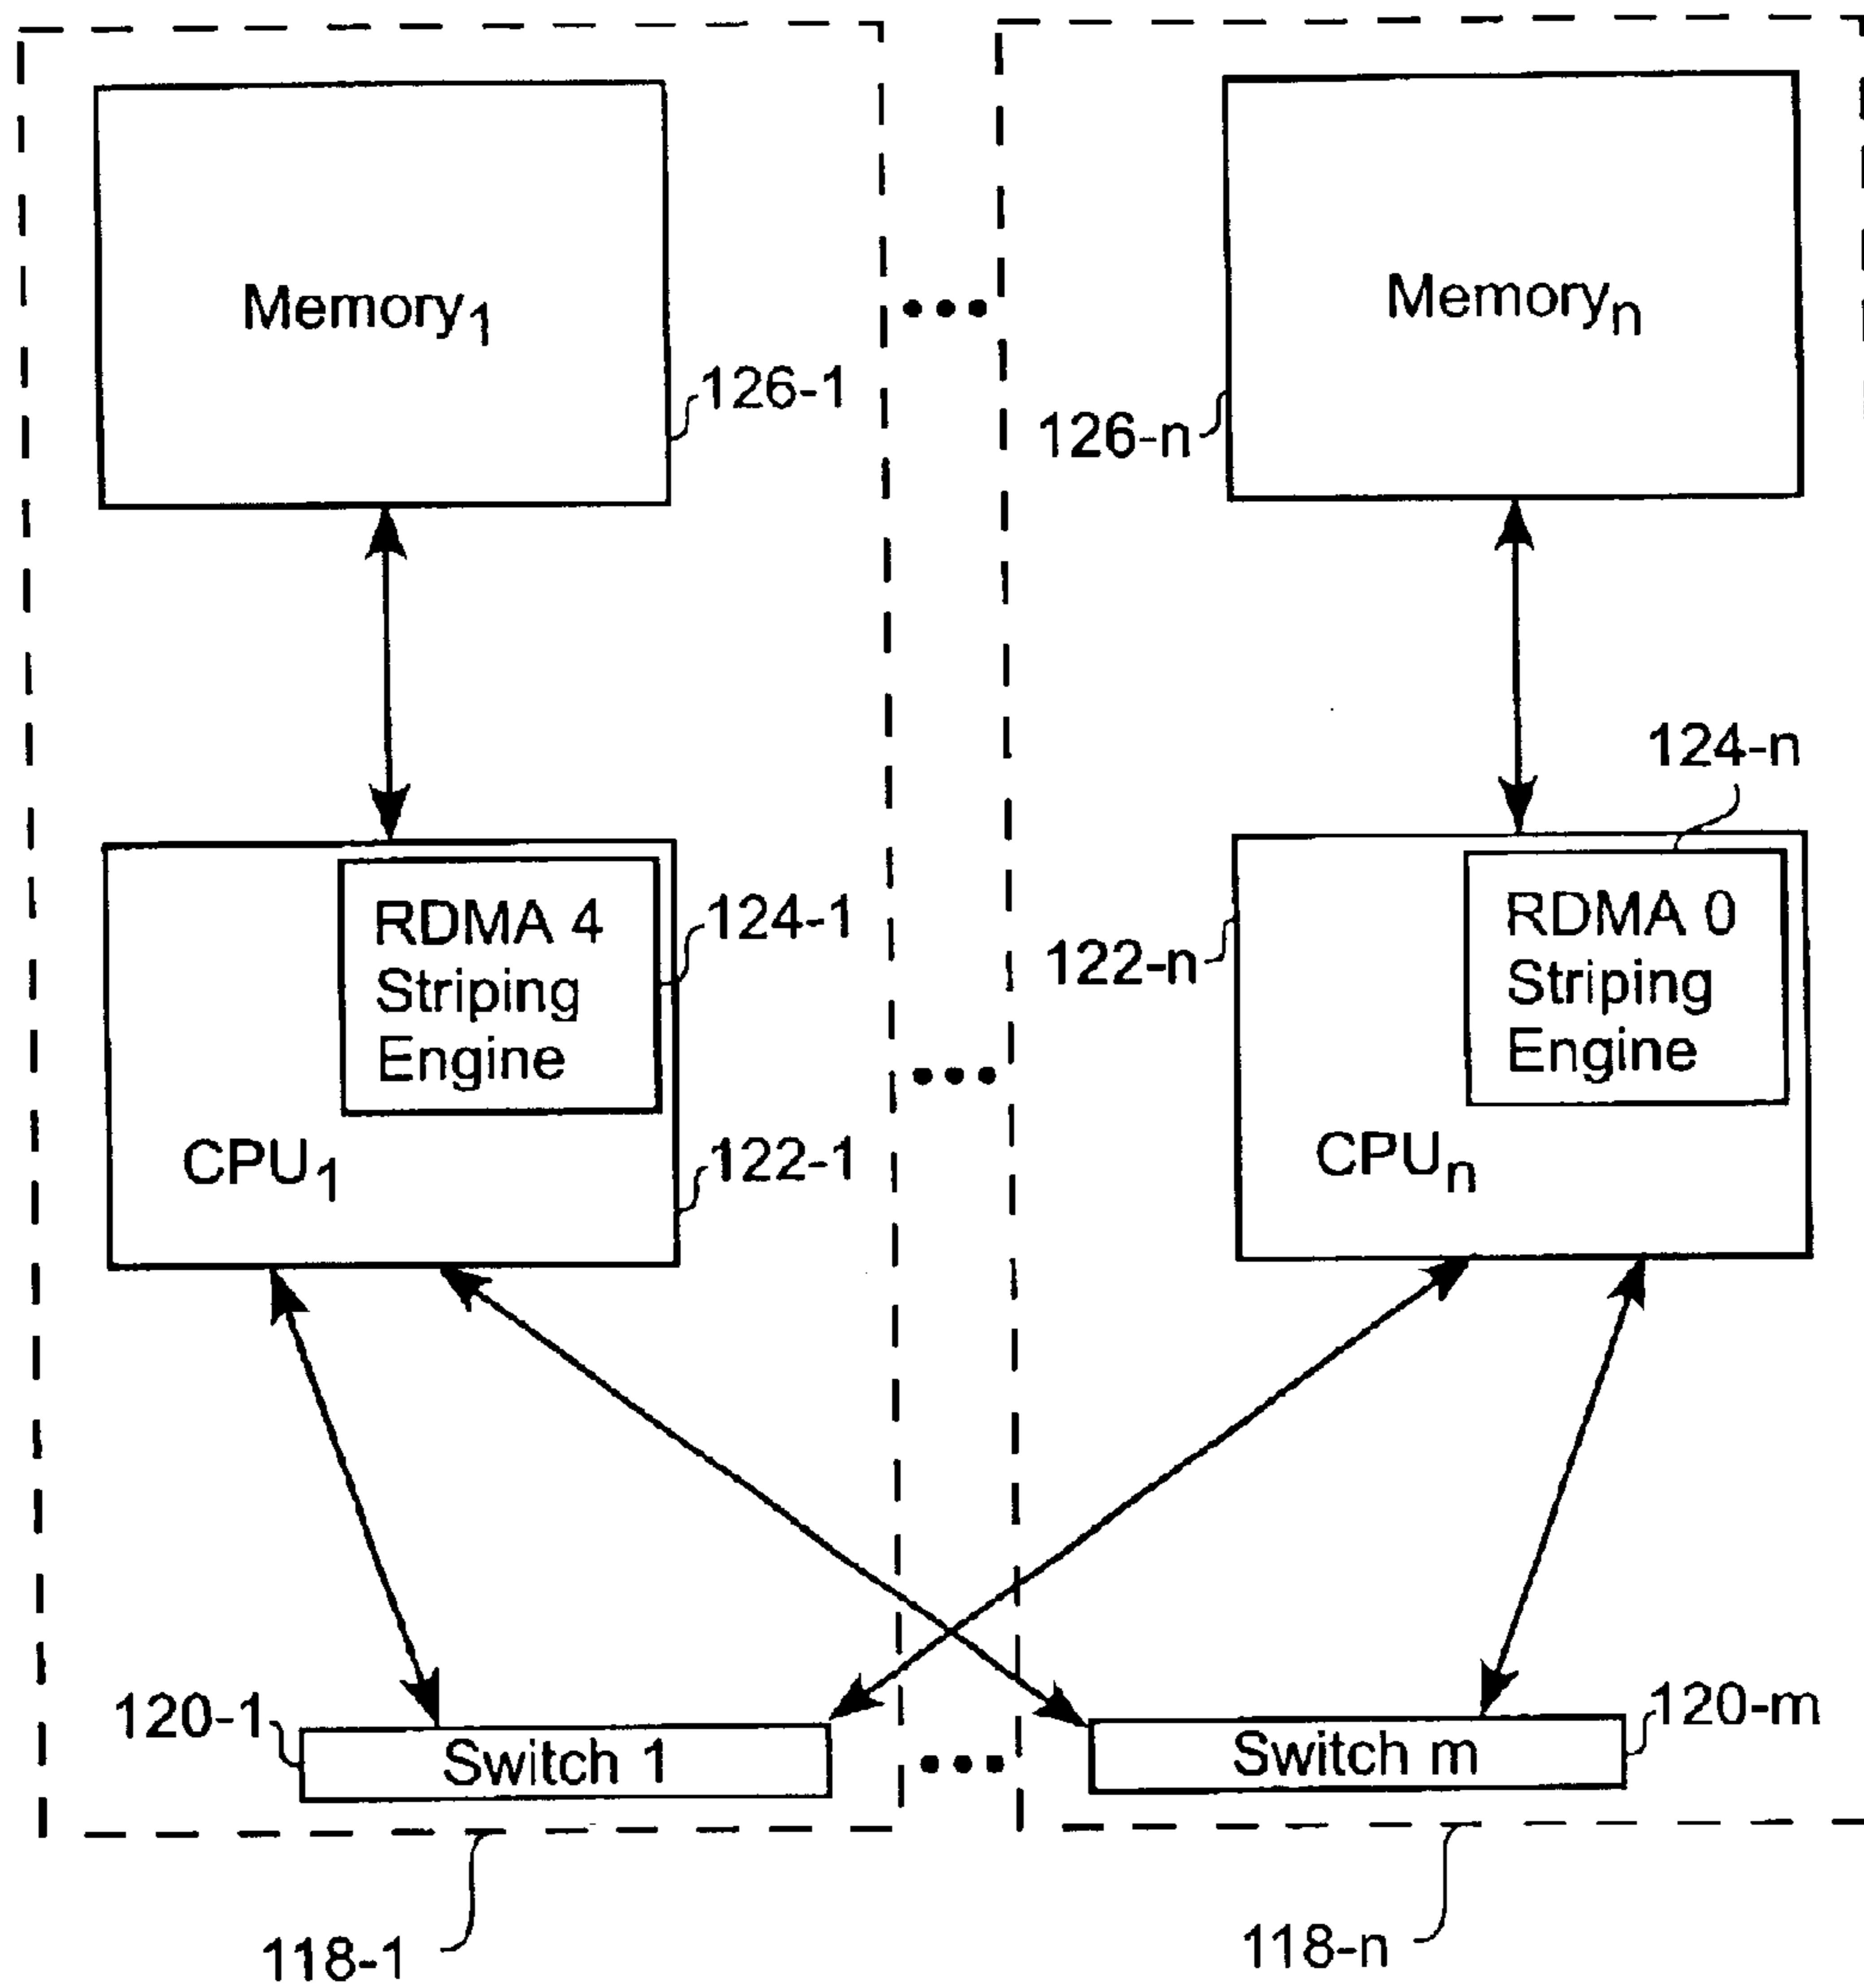 Memory1
Memoryn
126-1
126-n
124-n
RDMA 4
Striping
Engine
124-1
CPU1
122-1
RDMA 0
Striping
Engine
122-n
CPUn
120-1
Switch 1
Switch m
120-m
118-1
118-n